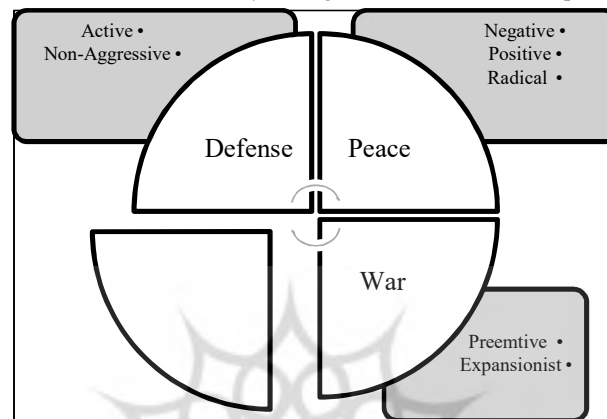 Active •
Non-Aggressive •
Negative •
Positive •
Radical •
Defense
Peace
War
Preemtive •
Expansionist •